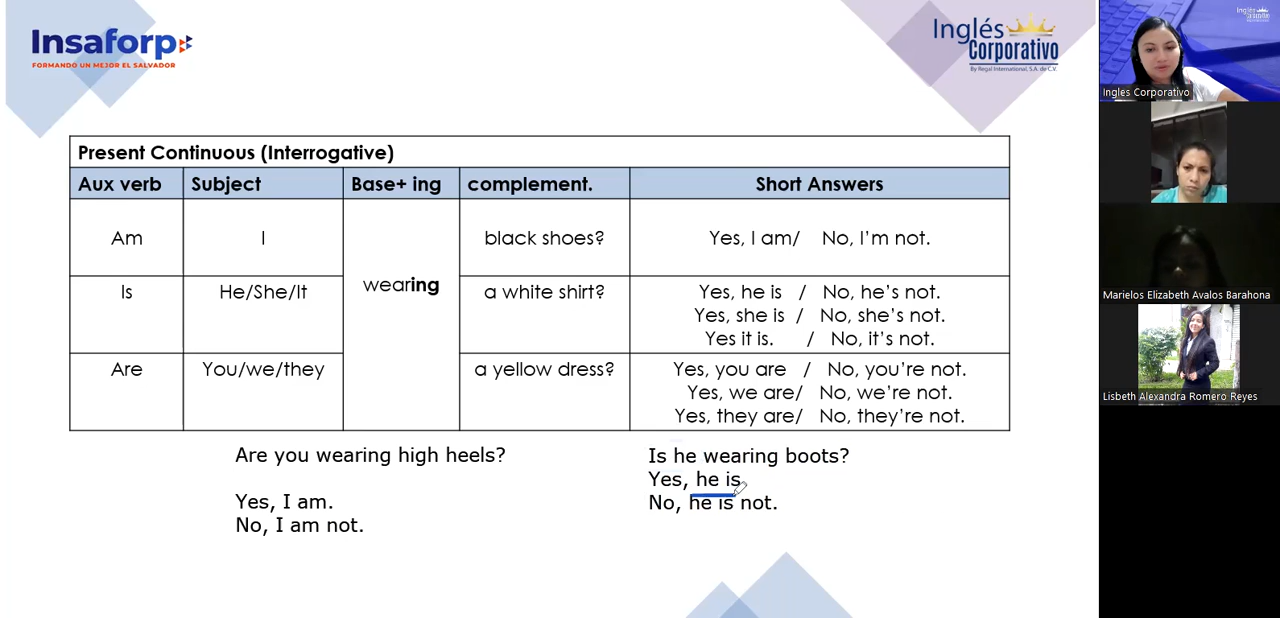 Insaforp
FORMANDO UN MEJOR EL SALVADOR
Inglés
Corporativo
By Regal International, S.A. de C.V.
Present Continuous (Interrogative)
Aux verb Subject Base+ ing complement. Short Answers
Am I black shoes? Yes, I am/ No, I'm not.
wearing
Is He/She/It a white shirt? Yes, he is / No, he's not.
Yes, she is / No, she's not.
Yes it is. / No, it's not.
Are You/we/they a yellow dress? Yes, you are / No, you're not.
Yes, we are/ No, we're not.
Yes, they are/ No, they're not.
Are you wearing high heels?
Yes, I am.
No, I am not.
Is he wearing boots?
Yes, he is
No, he is not.
Inglés
Ingles Corporativo
Marielos Elizabeth Avalos Barahona
Lisbeth Alexandra Romero Reyes